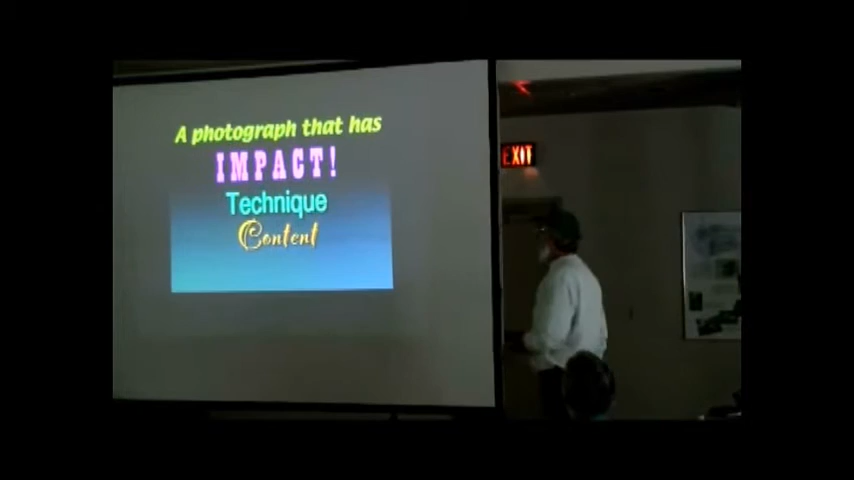 A photograph that has
IMPACT!
Technique
Content
EXIT